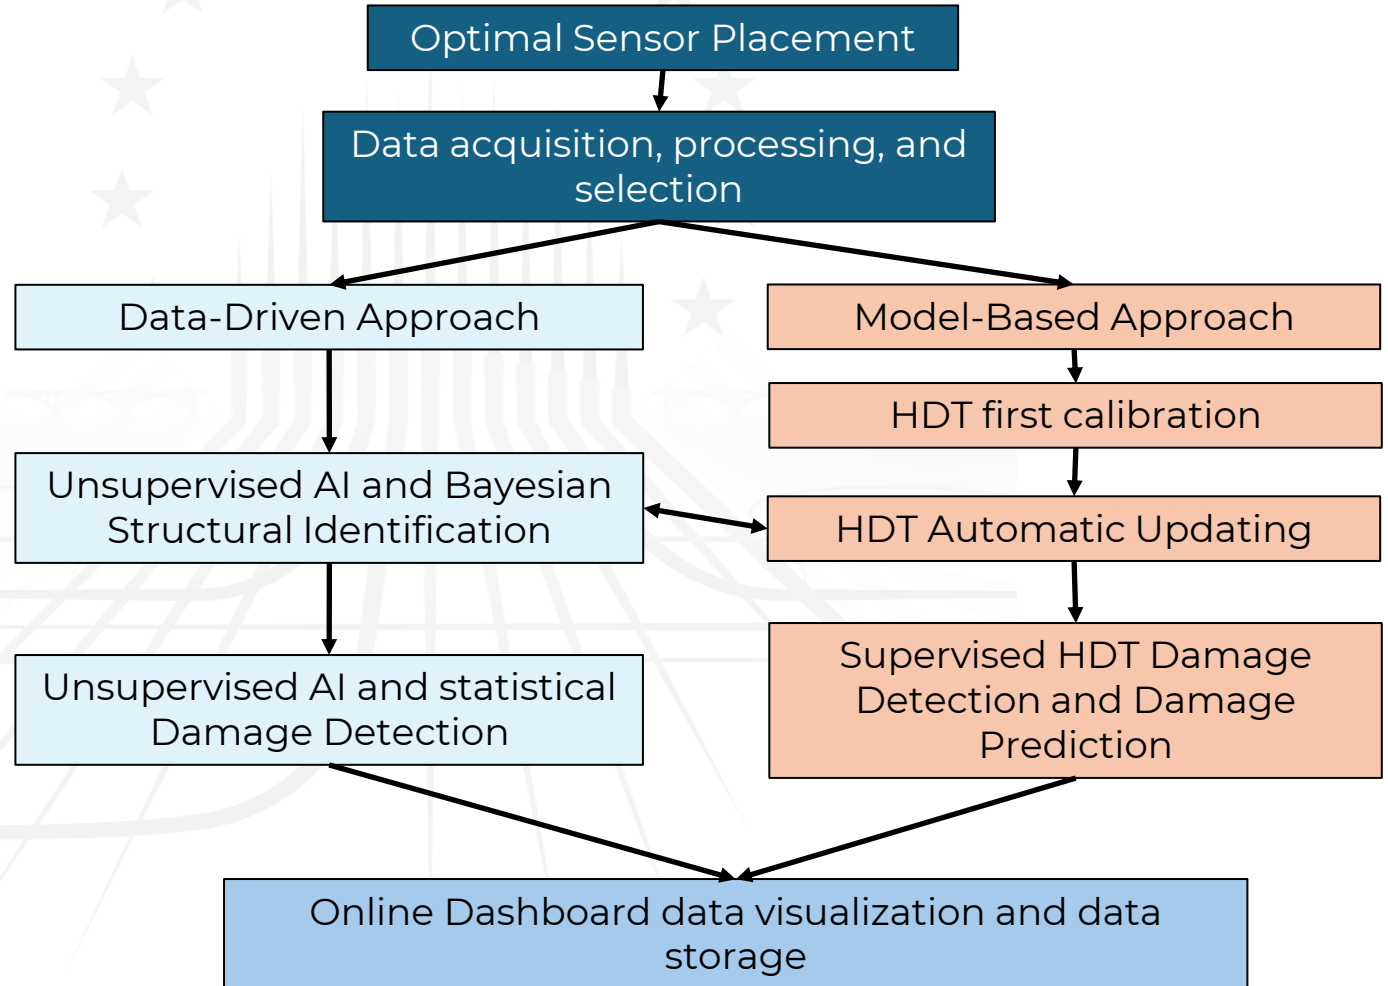 Optimal Sensor Placement
Data acquisition, processing, and
selection
Data-Driven Approach
Model-Based Approach
HDT first calibration
Unsupervised AI and Bayesian
Structural Identification
HDT Automatic Updating
Unsupervised AI and statistical
Damage Detection
Supervised HDT Damage
Detection and Damage
Prediction
Online Dashboard data visualization and data
storage